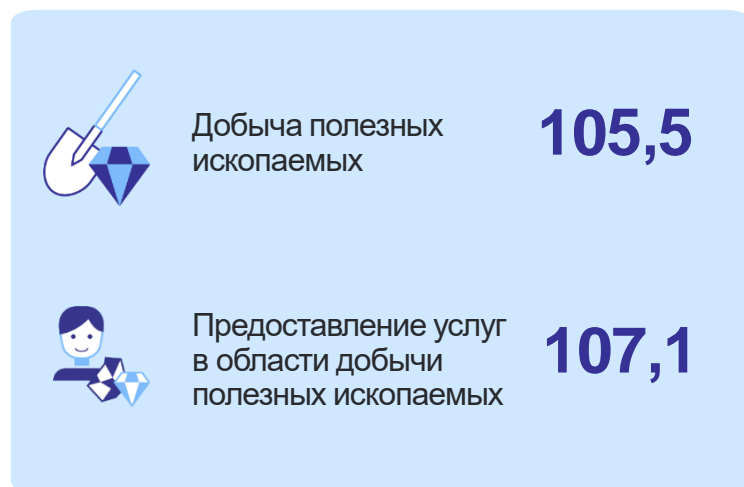 Добыча полезных
ископаемых
105,5
Предоставление услуг
в области добычи
полезных ископаемых
107,1